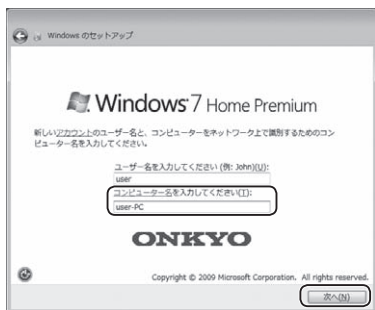 Windows のセットアップ
Windows 7 Home Premium
新しいアカウントのユーザー名と、コンピューターをネットワーク上で識別するためのコン
ピューター名を入力してください。
ユーザー名を入力してください (例: John)(U):
user
コンピューター名を入力してください(T):
user-PC
ONKYO
Copyright © 2009 Microsoft Corporation. All rights reserved.
次へ(N)